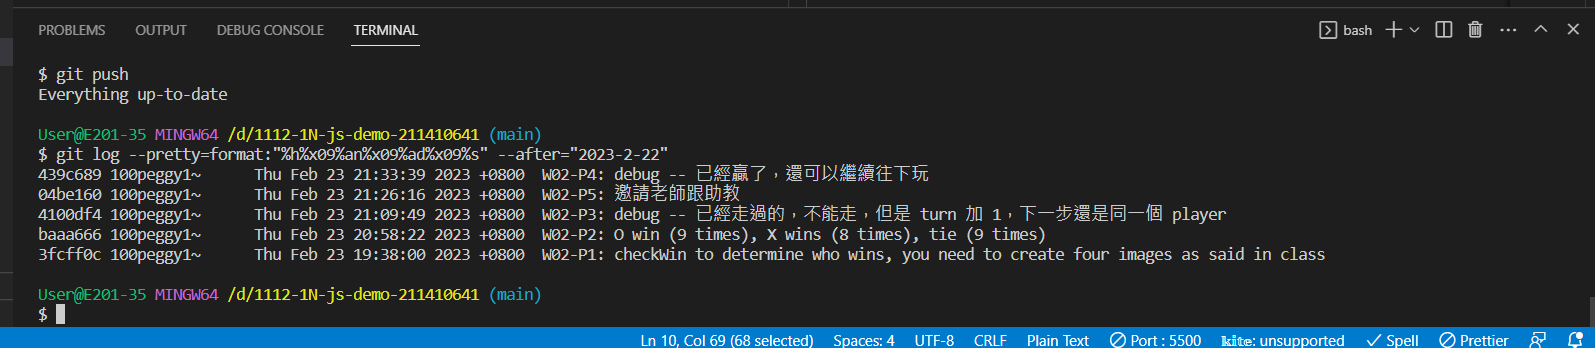 PROBLEMS OUTPUT DEBUG CONSOLE TERMINAL bash
$ git push
Everything up-to-date
User@E201-35 MINGW64 /d/1112-1N-js-demo-211410641 (main)
$ git log --pretty=format:"%h%x09%an%x09%ad%x09%s" --after="2023-2-22"
439c689 100peggy1~ Thu Feb 23 21:33:39 2023 +0800 W02-P4: debug -- 已經贏了，還可以繼續往下玩
04be160 100peggy1~ Thu Feb 23 21:26:16 2023 +0800 W02-P5: 邀請老師跟助教
4100df4 100peggy1~ Thu Feb 23 21:09:49 2023 +0800 W02-P3: debug -- 已經走過的，不能走，但是 turn 加 1，下一步還是同一個 player
baaa666 100peggy1~ Thu Feb 23 20:58:22 2023 +0800 W02-P2: O win (9 times), X wins (8 times), tie (9 times)
3fcff0c 100peggy1~ Thu Feb 23 19:38:00 2023 +0800 W02-P1: checkWin to determine who wins, you need to create four images as said in class
User@E201-35 MINGW64 /d/1112-1N-js-demo-211410641 (main)
$
Ln 10, Col 69 (68 selected) Spaces: 4 UTF-8 CRLF Plain Text Port : 5500 kite: unsupported Spell Prettier